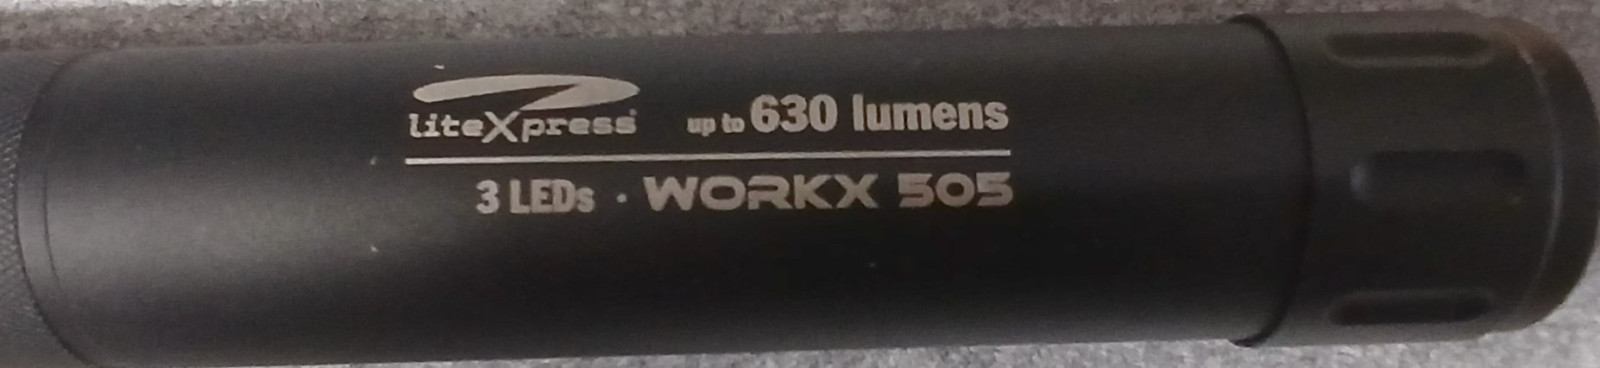 liteXpress® up to 630 lumens
3 LEDs · WORKX 505